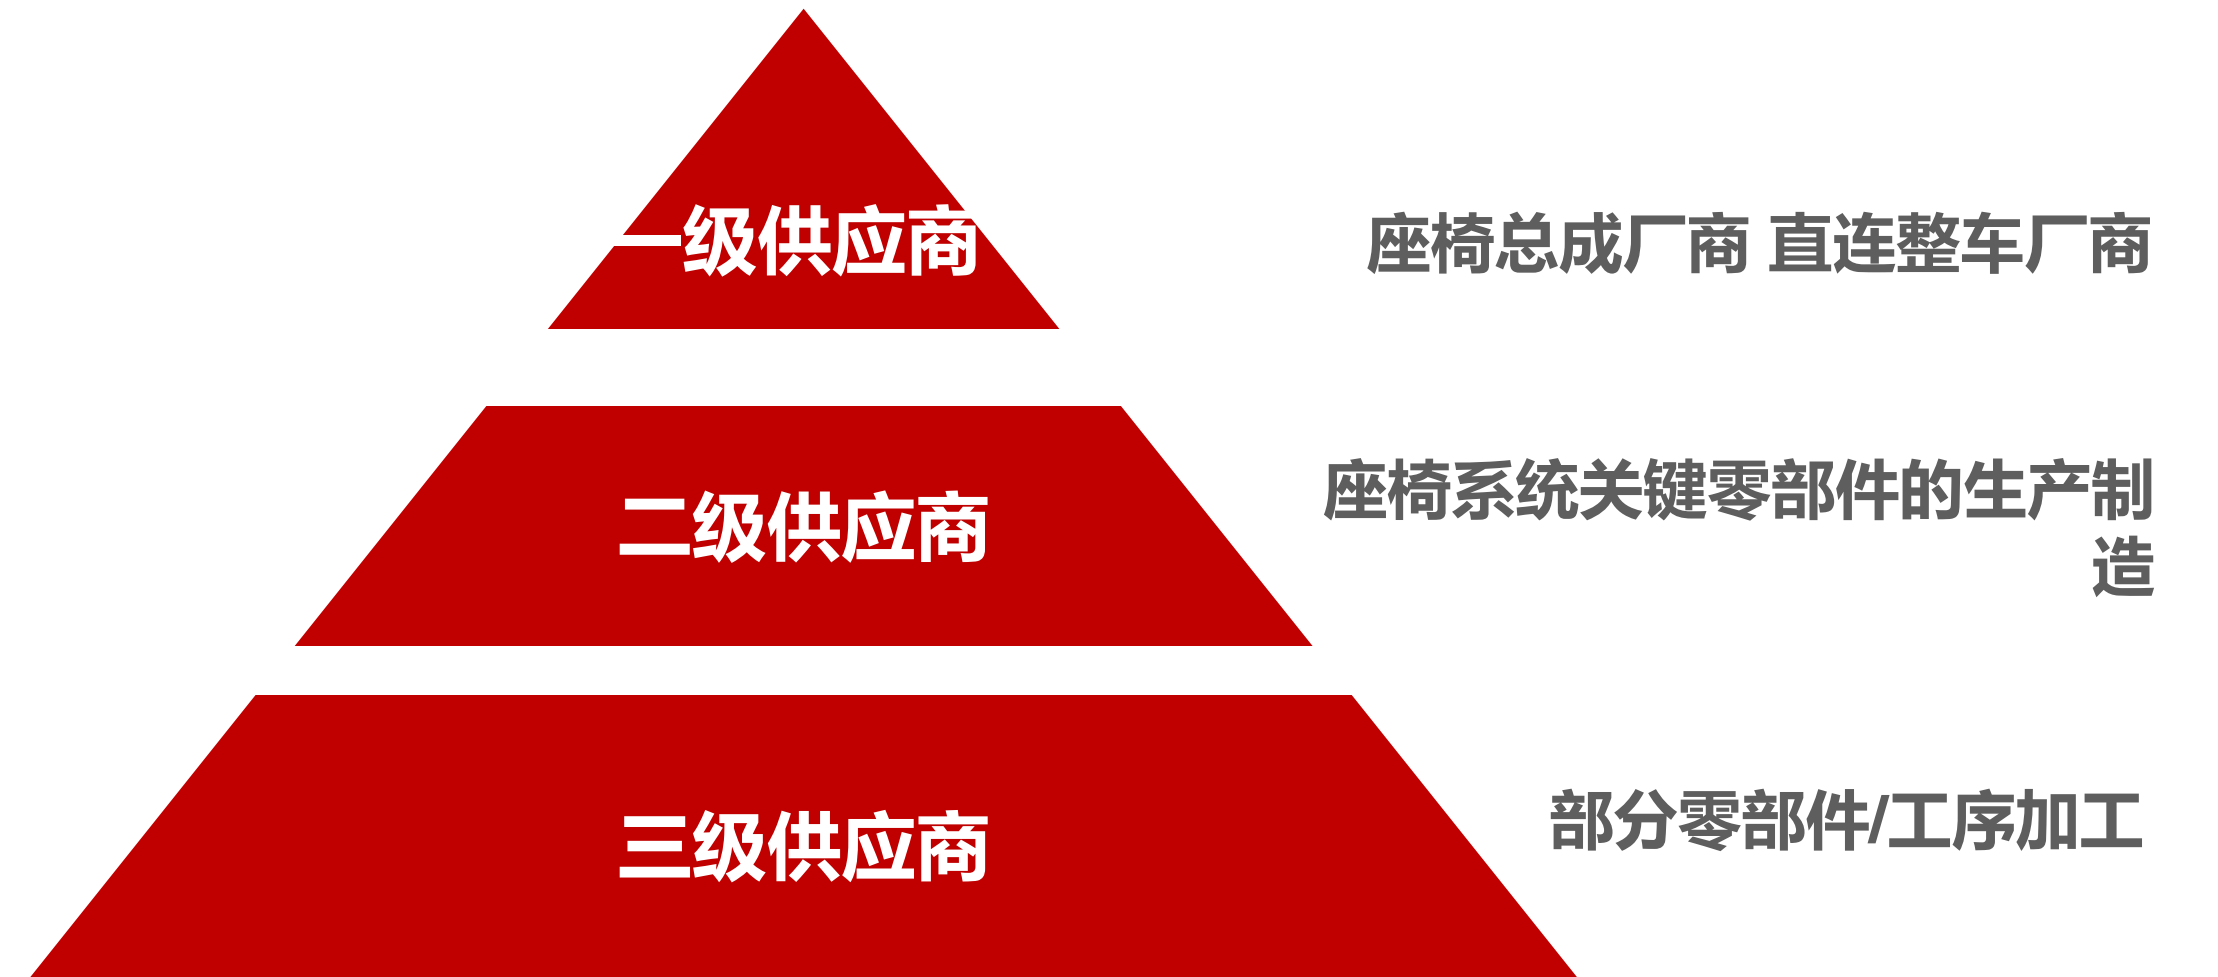 一级供应商
座椅总成厂商 直连整车厂商
二级供应商
座椅系统关键零部件的生产制
造
三级供应商
部分零部件/工序加工